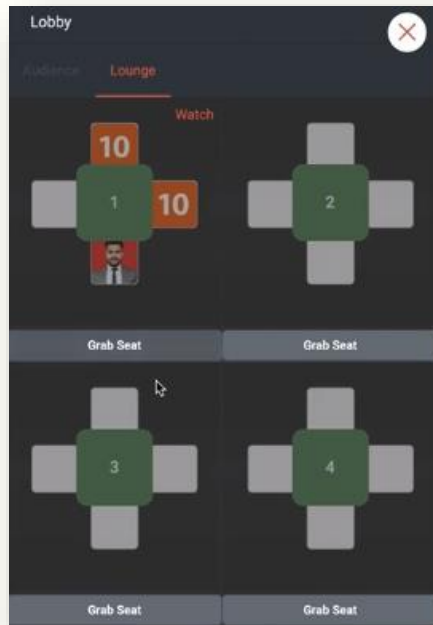 Lobby
Audience Lounge
Watch
10
1 10
2
Grab Seat
Grab Seat
3
4
Grab Seat
Grab Seat